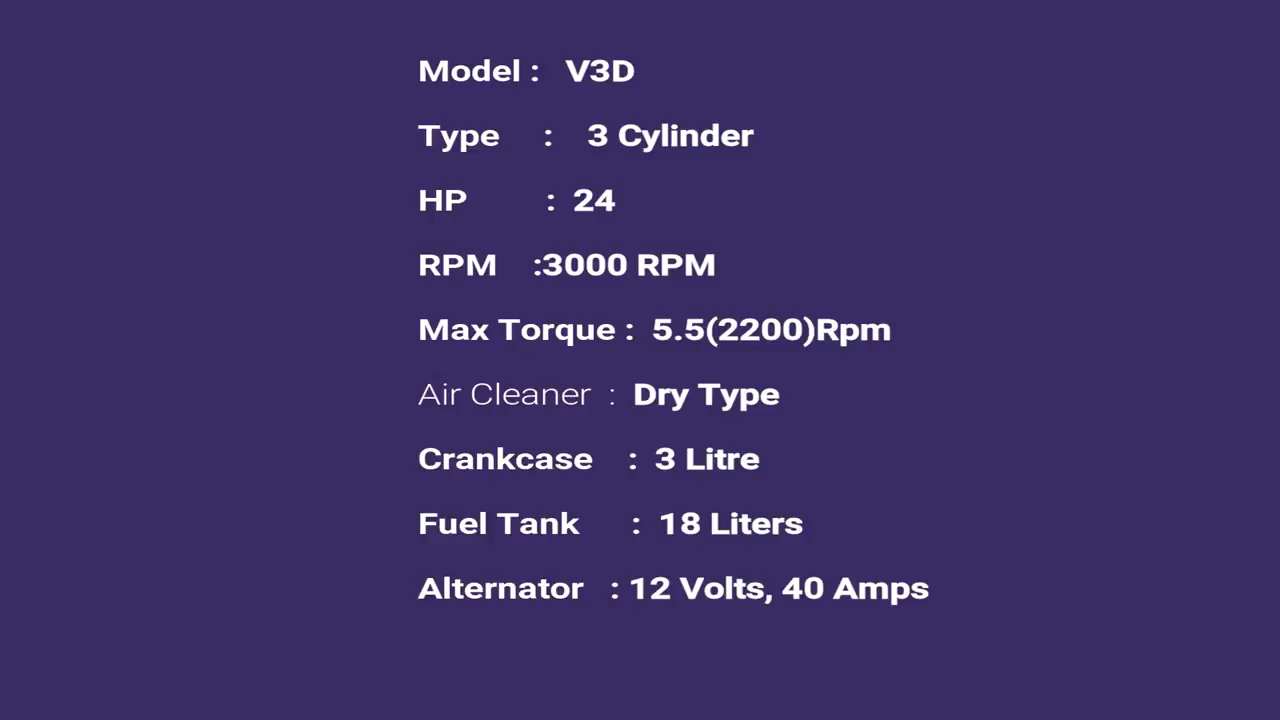 Model : V3D
Type : 3 Cylinder
HP : 24
RPM :3000 RPM
Max Torque : 5.5(2200)Rpm
Air Cleaner : Dry Type
Crankcase : 3 Litre
Fuel Tank : 18 Liters
Alternator : 12 Volts, 40 Amps